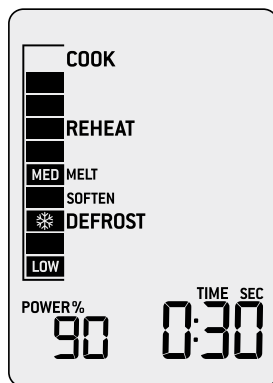 COOK
REHEAT
MED MELT
SOFTEN
DEFROST
LOW
POWER% TIME SEC
90 0:30